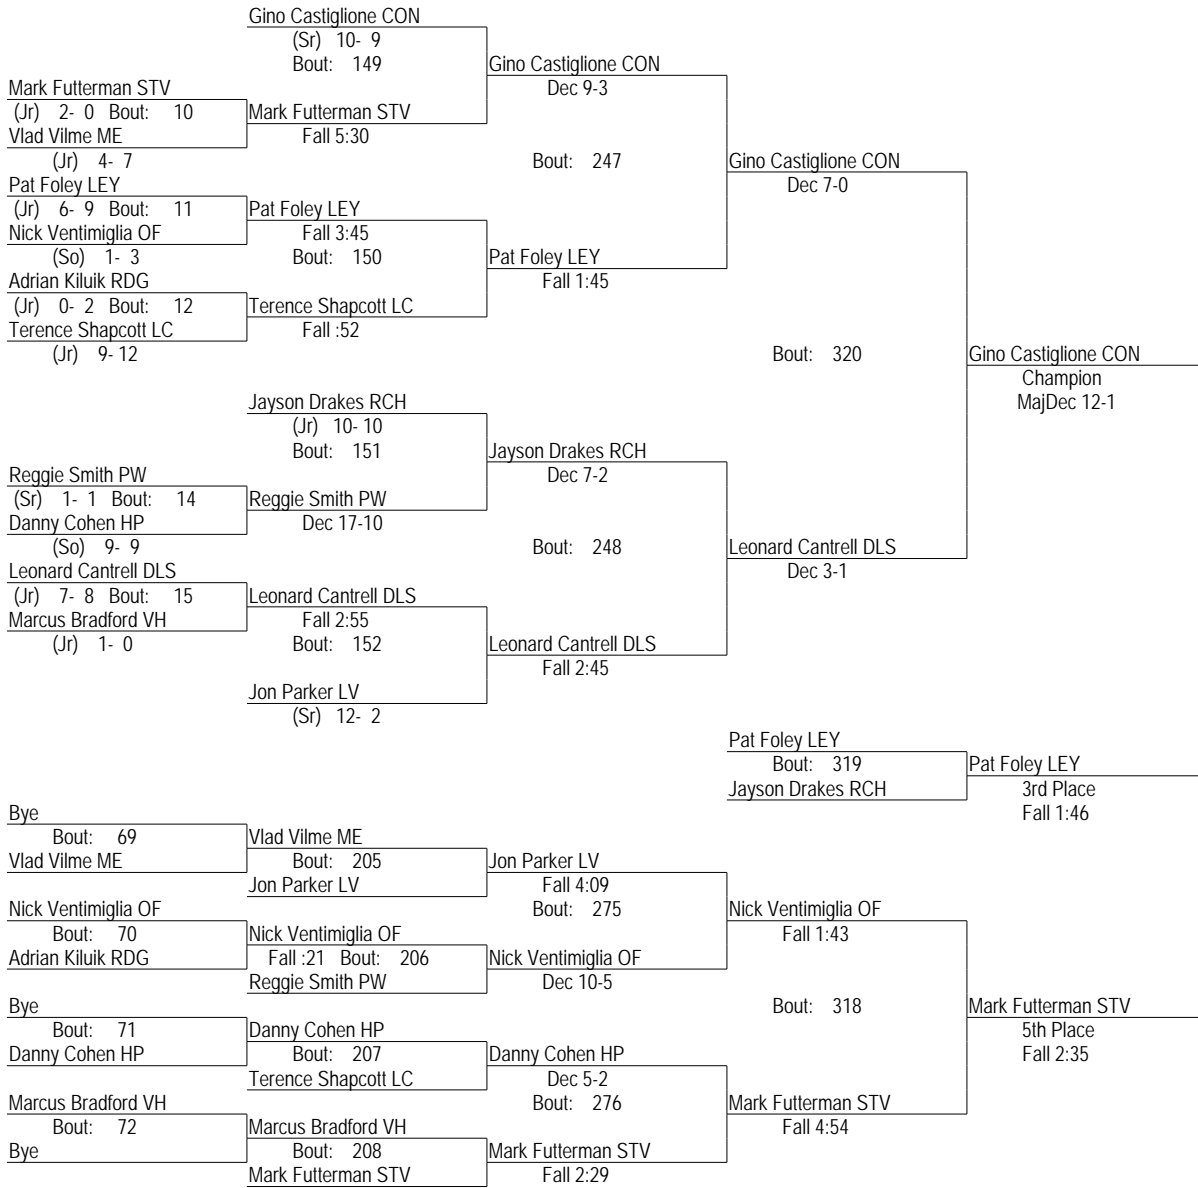 Gino Castiglione CON
(Sr) 10- 9
Bout: 149
Gino Castiglione CON
Dec 9-3
Mark Futterman STV
(Jr) 2- 0 Bout: 10
Mark Futterman STV
Vlad Vilme ME
Fall 5:30
(Jr) 4- 7
Bout: 247
Gino Castiglione CON
Dec 7-0
Pat Foley LEY
(Jr) 6- 9 Bout: 11
Pat Foley LEY
Nick Ventimiglia OF
Fall 3:45
(So) 1- 3
Bout: 150
Pat Foley LEY
Fall 1:45
Adrian Kiluik RDG
(Jr) 0- 2 Bout: 12
Terence Shapcott LC
Terence Shapcott LC
Fall :52
(Jr) 9- 12
Bout: 320
Gino Castiglione CON
Champion
MajDec 12-1
Jayson Drakes RCH
(Jr) 10- 10
Bout: 151
Jayson Drakes RCH
Dec 7-2
Reggie Smith PW
(Sr) 1- 1 Bout: 14
Reggie Smith PW
Danny Cohen HP
Dec 17-10
(So) 9- 9
Bout: 248
Leonard Cantrell DLS
Dec 3-1
Leonard Cantrell DLS
(Jr) 7- 8 Bout: 15
Leonard Cantrell DLS
Marcus Bradford VH
Fall 2:55
(Jr) 1- 0
Bout: 152
Leonard Cantrell DLS
Fall 2:45
Jon Parker LV
(Sr) 12- 2
Pat Foley LEY
Bout: 319
Pat Foley LEY
Jayson Drakes RCH
3rd Place
Fall 1:46
Bye
Bout: 69
Vlad Vilme ME
Vlad Vilme ME
Bout: 205
Jon Parker LV
Jon Parker LV
Fall 4:09
Bout: 275
Nick Ventimiglia OF
Nick Ventimiglia OF
Fall 1:43
Bout: 70
Nick Ventimiglia OF
Adrian Kiluik RDG
Fall :21 Bout: 206
Nick Ventimiglia OF
Reggie Smith PW
Dec 10-5
Bye
Bout: 318
Mark Futterman STV
5th Place
Fall 2:35
Bout: 71
Danny Cohen HP
Danny Cohen HP
Bout: 207
Danny Cohen HP
Terence Shapcott LC
Dec 5-2
Bout: 276
Mark Futterman STV
Fall 4:54
Marcus Bradford VH
Bout: 72
Marcus Bradford VH
Bye
Bout: 208
Mark Futterman STV
Mark Futterman STV
Fall 2:29